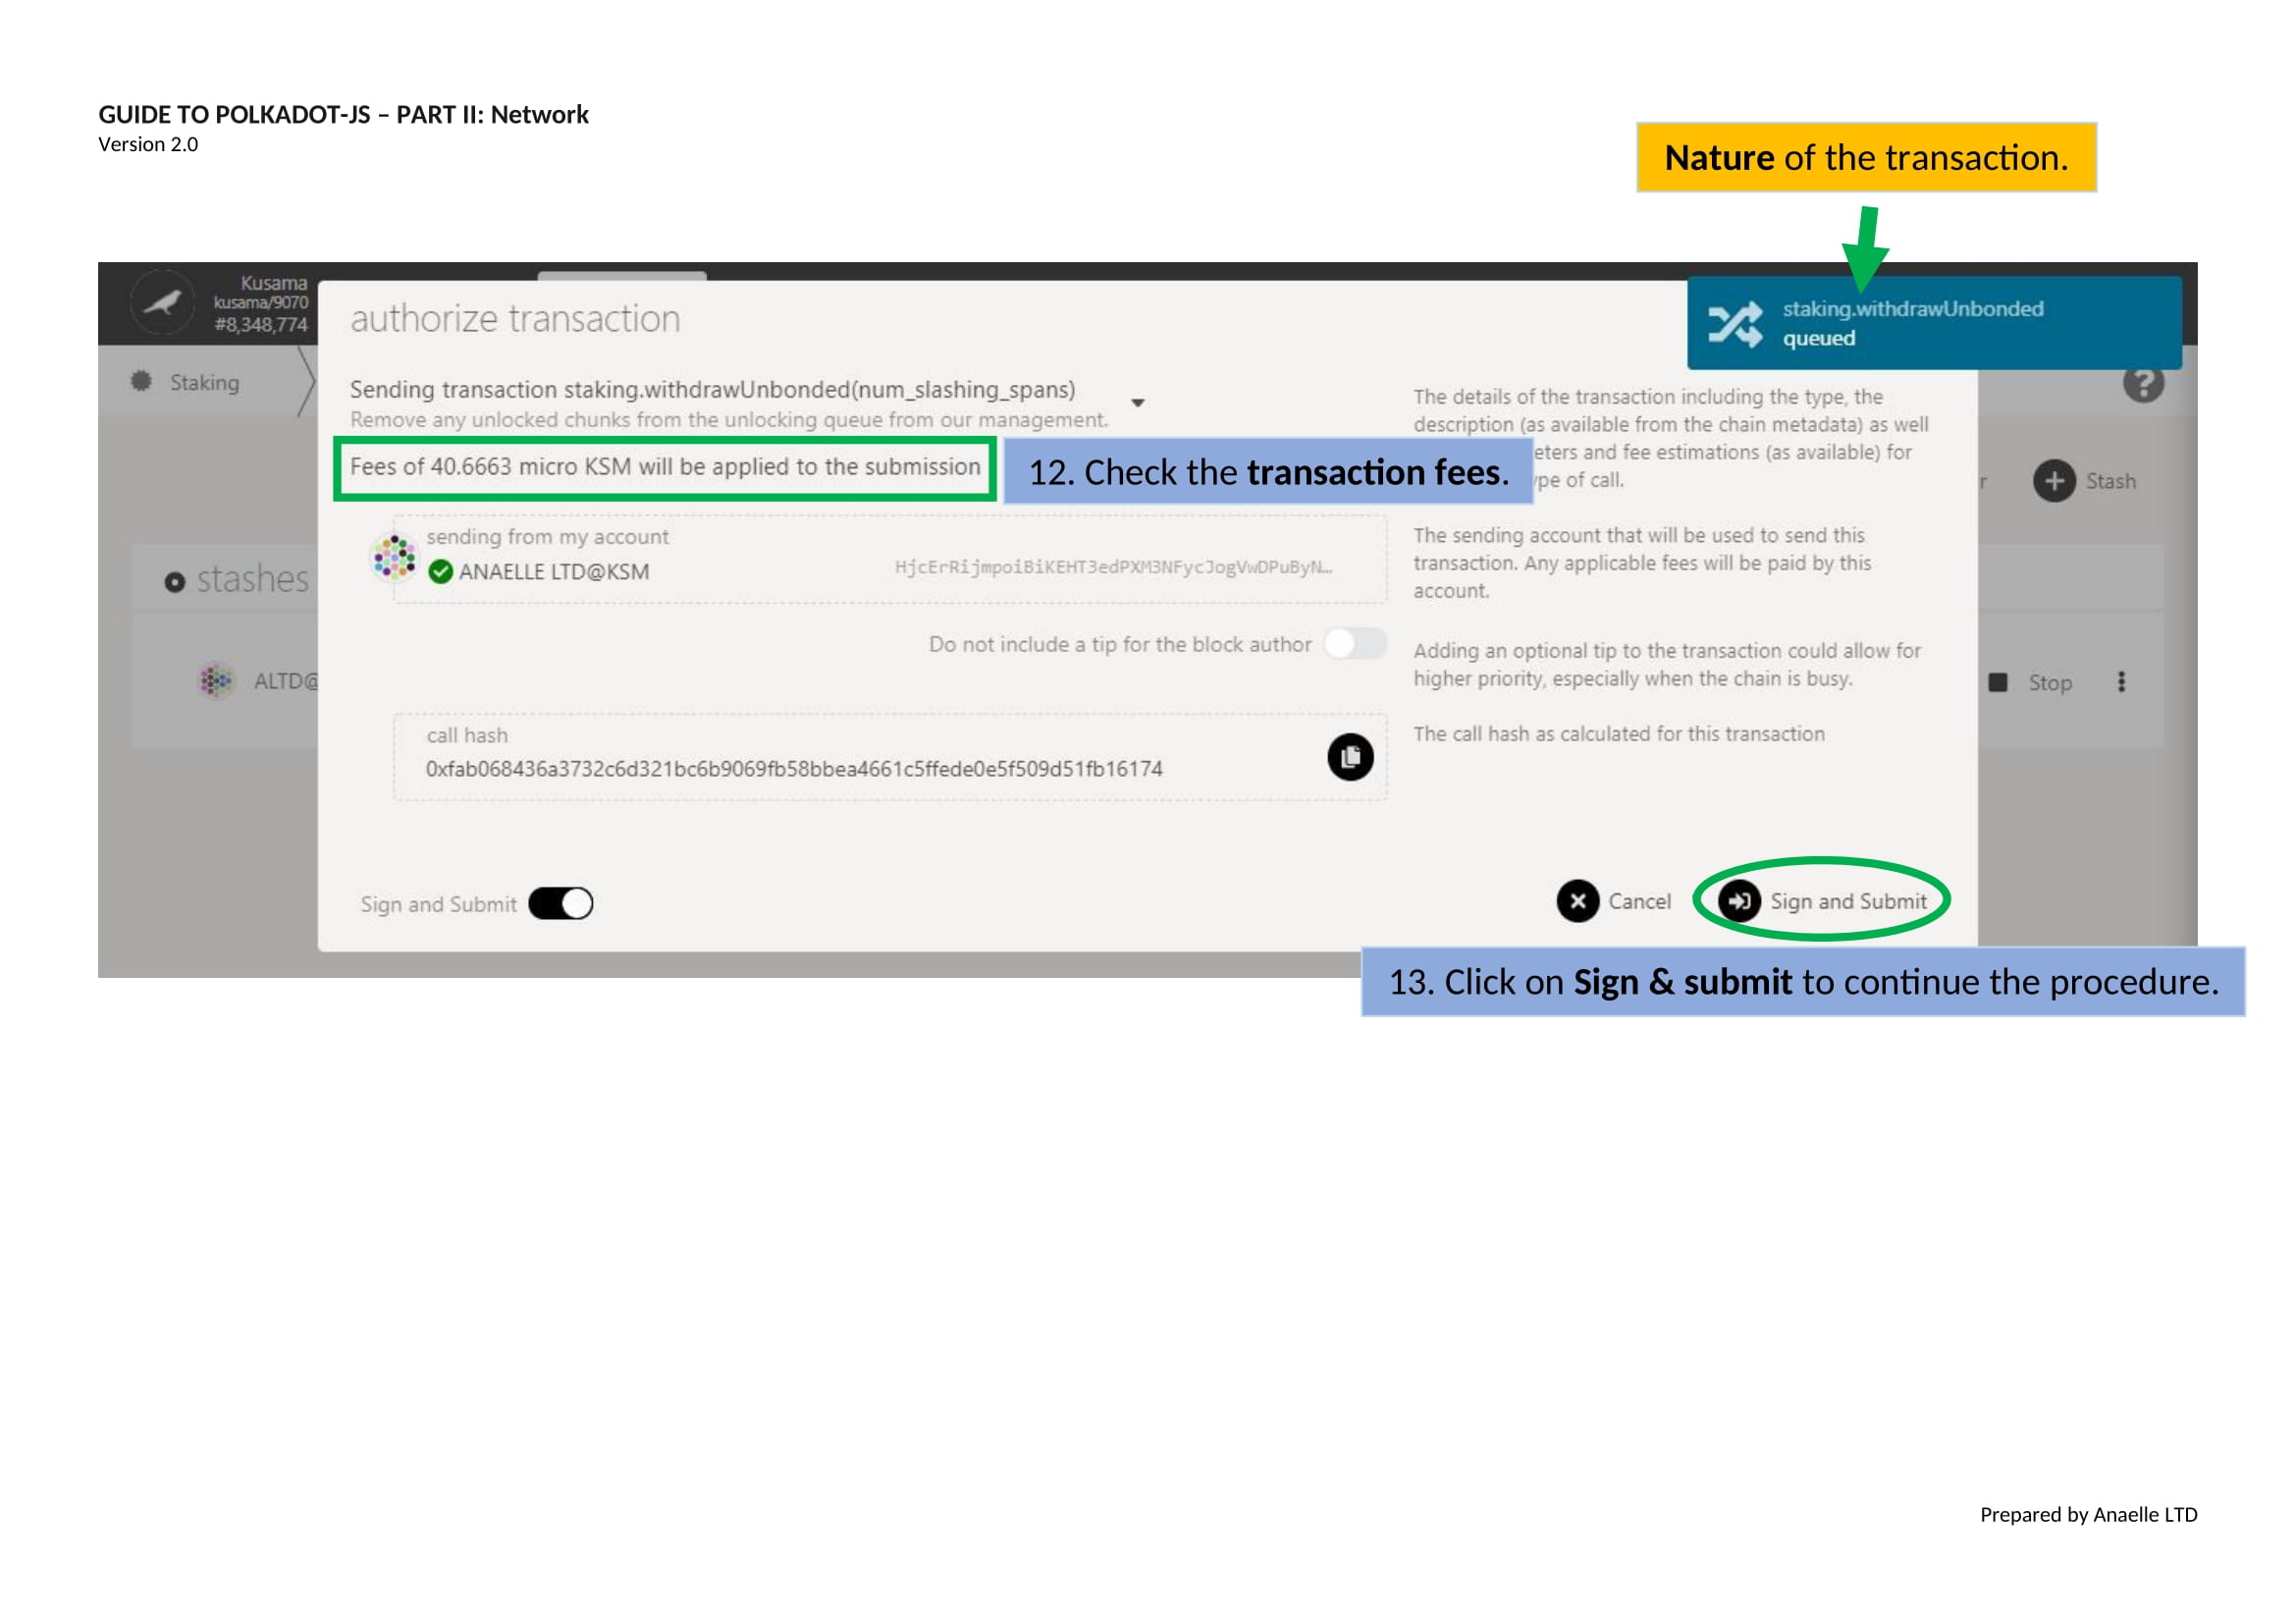 GUIDE TO POLKADOT-JS – PART II: Network
Version 2.0
Nature of the transaction.
Kusama
kusama/9070
#8,348,774
authorize transaction
staking.withdrawUnbonded
queued
Staking
Sending transaction staking.withdrawUnbonded(num_slashing_spans)
Remove any unlocked chunks from the unlocking queue from our management.
The details of the transaction including the type, the
description (as available from the chain metadata) as well
eters and fee estimations (as available) for
pe of call.
Fees of 40.6663 micro KSM will be applied to the submission
12. Check the transaction fees.
r
Stash
stashes
sending from my account
ANAELLE LTD@KSM
HjcErRijmpoiBiKEHT3edPXM3NFycJogVwDPuByN…
The sending account that will be used to send this
transaction. Any applicable fees will be paid by this
account.
Do not include a tip for the block author
Adding an optional tip to the transaction could allow for
higher priority, especially when the chain is busy.
ALTD@
Stop
call hash
0xfab068436a3732c6d321bc6b9069fb58bbea4661c5ffede0e5f509d51fb16174
The call hash as calculated for this transaction
Sign and Submit
Cancel
Sign and Submit
13. Click on Sign & submit to continue the procedure.
Prepared by Anaelle LTD